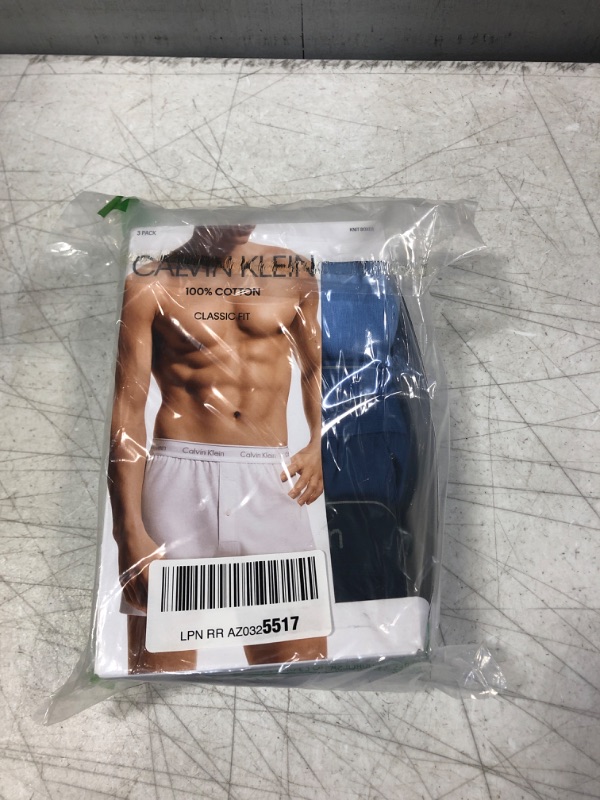 3 PACK
CALVIN KLEIN
100% COTTON
CLASSIC FIT
Calvin Klein Calvin Klein
LPN RR AZ0325517